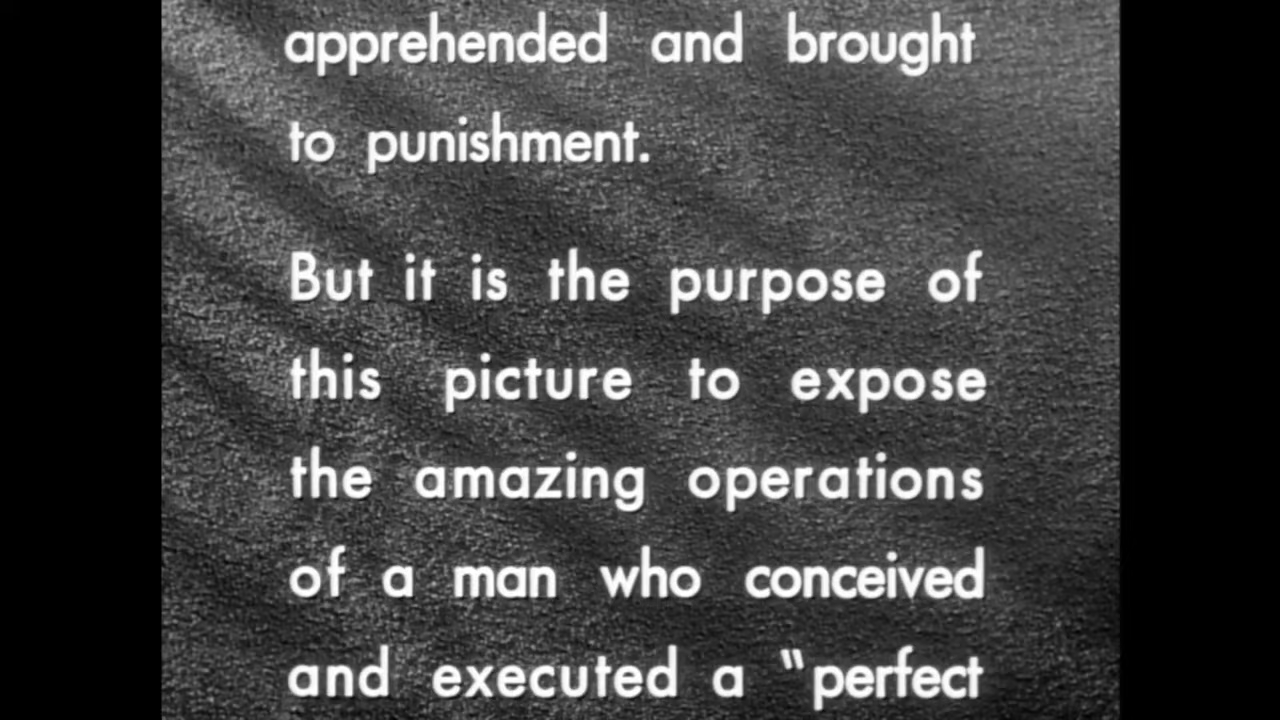 apprehended and brought
to punishment.
But it is the purpose of
this picture to expose
the amazing operations
of a man who conceived
and executed a "perfect